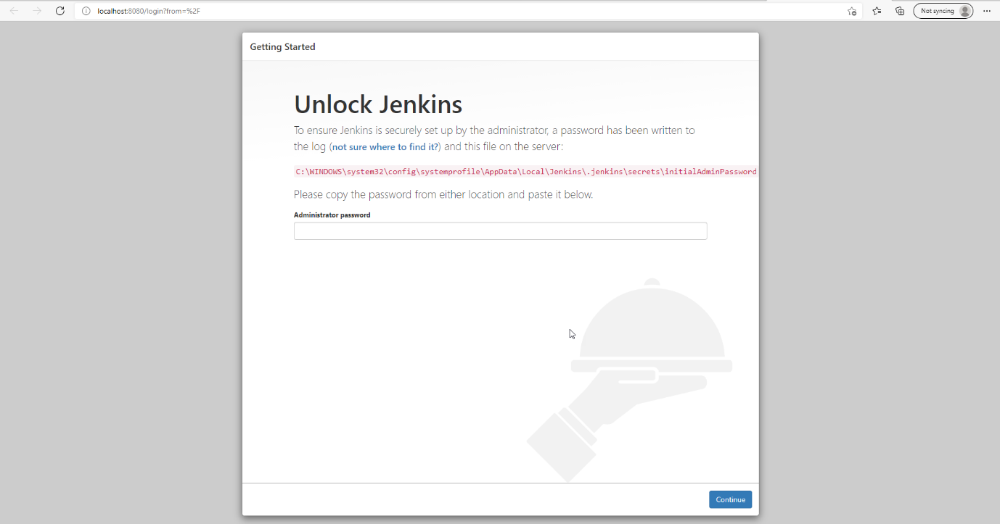 localhost:8080/login?from=%2F
Not syncing
Getting Started
Unlock Jenkins
To ensure Jenkins is securely set up by the administrator, a password has been written to
the log (not sure where to find it?) and this file on the server:
C:\WINDOWS\system32\config\systemprofile\AppData\Local\Jenkins\.jenkins\secrets\initialAdminPassword
Please copy the password from either location and paste it below.
Administrator password
Continue